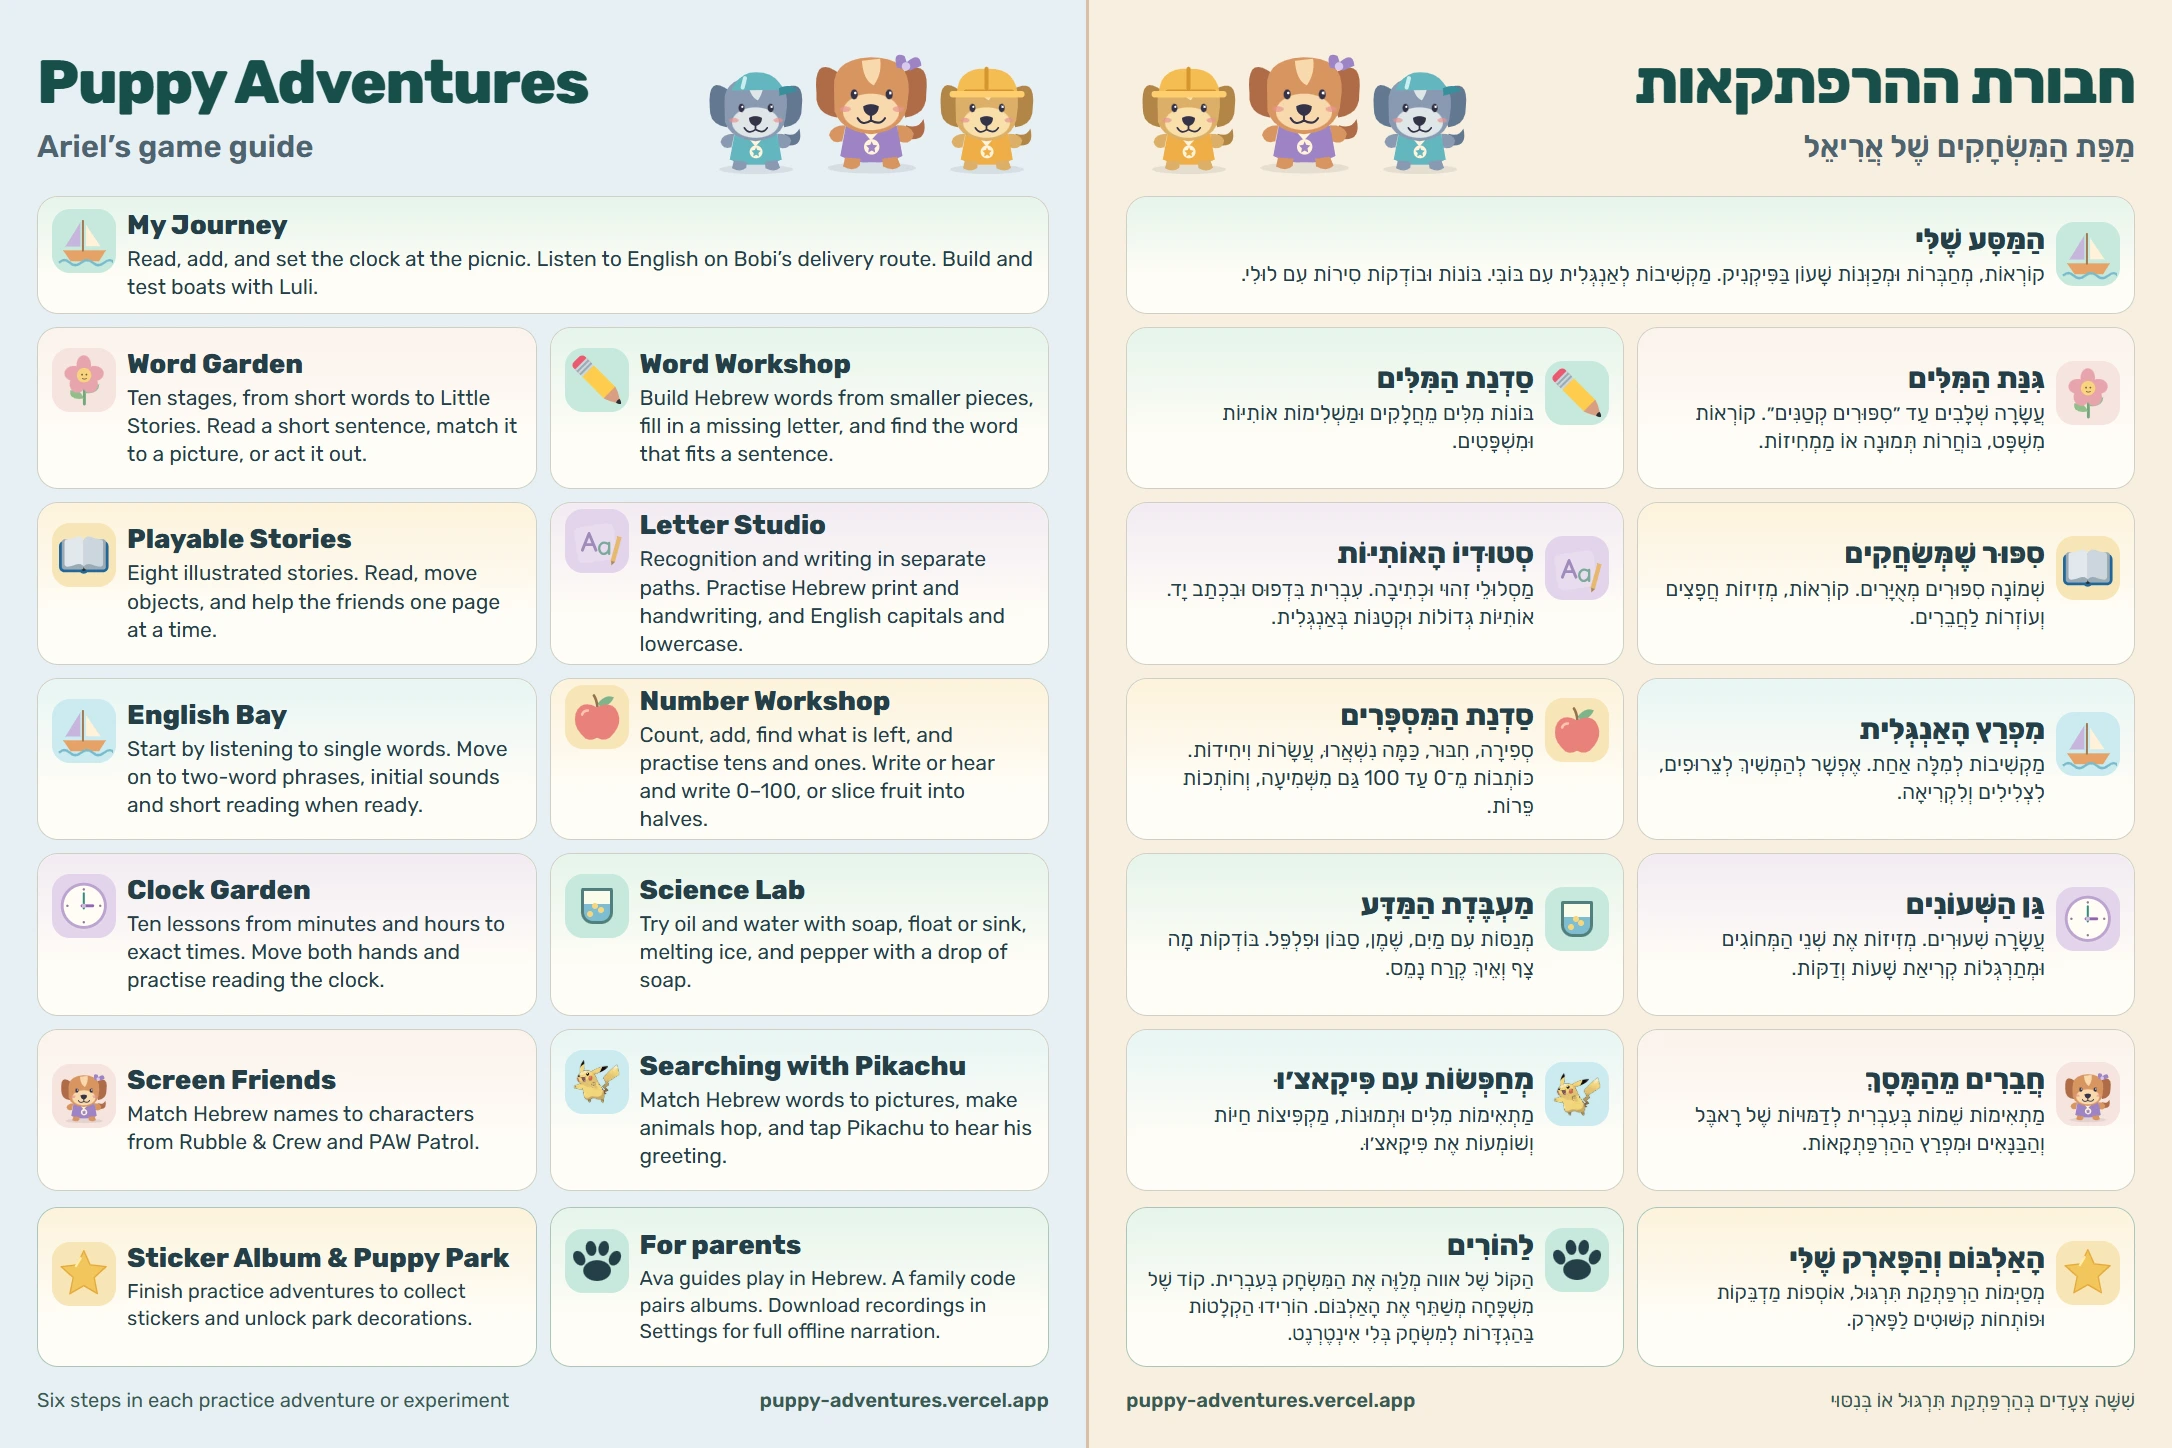 Puppy Adventures
Ariel's game guide
My Journey
Read, add, and set the clock at the picnic. Listen to English on Bobi's delivery route. Build and
test boats with Luli.
Word Garden
Ten stages, from short words to Little
Stories. Read a short sentence, match it
to a picture, or act it out.
Word Workshop
Build Hebrew words from smaller pieces,
fill in a missing letter, and find the word
that fits a sentence.
Playable Stories
Eight illustrated stories. Read, move
objects, and help the friends one page
at a time.
Letter Studio
Recognition and writing in separate
paths. Practise Hebrew print and
handwriting, and English capitals and
lowercase.
Aa
English Bay
Start by listening to single words. Move
on to two-word phrases, initial sounds
and short reading when ready.
Number Workshop
Count, add, find what is left, and
practise tens and ones. Write or hear
and write 0–100, or slice fruit into
halves.
Clock Garden
Ten lessons from minutes and hours to
exact times. Move both hands and
practise reading the clock.
Science Lab
Try oil and water with soap, float or sink,
melting ice, and pepper with a drop of
soap.
Screen Friends
Match Hebrew names to characters
from Rubble & Crew and PAW Patrol.
Searching with Pikachu
Match Hebrew words to pictures, make
animals hop, and tap Pikachu to hear his
greeting.
Sticker Album & Puppy Park
Finish practice adventures to collect
stickers and unlock park decorations.
For parents
Ava guides play in Hebrew. A family code
pairs albums. Download recordings in
Settings for full offline narration.
Six steps in each practice adventure or experiment
puppy-adventures.vercel.app
חבורת ההרפתקאות
מַפַּת הַמִּשְׂחָקִים שֶׁל אֲרִיאֵל
הַמַּסָּע שֶׁלִּי
קוֹרְאוֹת, מְחַבְּרוֹת וּמְכַוְּנוֹת שָׁעוֹן בַּפִּיקְנִיק. מַקְשִׁיבוֹת לְאַנְגְּלִית עִם בּוֹבִּי. בּוֹנוֹת וּבוֹדְקוֹת סִירוֹת עִם לוּלִי.
גִּנַּת הַמִּלִּים
עֲשָׂרָה שְׁלָבִים עַד ״סִפּוּרִים קְטַנִּים״. קוֹרְאוֹת
מִשְׁפָּט, בּוֹחֲרוֹת תְּמוּנָה אוֹ מַמְחִיזוֹת.
סַדְנַת הַמִּלִּים
בּוֹנוֹת מִלִּים מֵחֲלָקִים וּמַשְׁלִימוֹת אוֹתִיּוֹת
וּמִשְׁפָּטִים.
סִפּוּר שֶׁמְּשַׂחֲקִים
שְׁמוֹנָה סִפּוּרִים מְאֻיָּרִים. קוֹרְאוֹת, מְזִיזוֹת חֲפָצִים
וְעוֹזְרוֹת לַחֲבֵרִים.
סְטוּדְיוֹ הָאוֹתִיּוֹת
מַסְלוּלֵי זִהוּי וּכְתִיבָה. עִבְרִית בִּדְפוּס וּבִכְתַב יָד.
אוֹתִיּוֹת גְּדוֹלוֹת וּקְטַנּוֹת בְּאַנְגְּלִית.
Aa
מִפְרַץ הָאַנְגְּלִית
מַקְשִׁיבוֹת לְמִלָּה אַחַת. אֶפְשָׁר לְהַמְשִׁיךְ לְצֵרוּפִים,
לִצְלִילִים וְלִקְרִיאָה.
סַדְנַת הַמִּסְפָּרִים
סְפִירָה, חִבּוּר, כַּמָּה נִשְׁאֲרוּ, עֲשָׂרוֹת וִיחִידוֹת.
כּוֹתְבוֹת מִ־0 עַד 100 גַּם מִשְּׁמִיעָה, וְחוֹתְכוֹת
פֵּרוֹת.
גַּן הַשְּׁעוֹנִים
עֲשָׂרָה שִׁעוּרִים. מְזִיזוֹת אֶת שְׁנֵי הַמְּחוֹגִים
וּמְתַרְגְּלוֹת קְרִיאַת שָׁעוֹת וְדַקּוֹת.
מַעְבֶּדֶת הַמַּדָּע
מְנַסּוֹת עִם מַיִם, שֶׁמֶן, סַבּוֹן וּפִלְפֵּל. בּוֹדְקוֹת מָה
צָף וְאֵיךְ קֶרַח נָמֵס.
חֲבֵרִים מֵהַמָּסָךְ
מַתְאִימוֹת שֵׁמוֹת בְּעִבְרִית לִדְמֻיּוֹת שֶׁל רָאבֶּל
וְהַבַּנָּאִים וּמִפְרַץ הַהַרְפַּתְקָאוֹת.
מְחַפְּשׂוֹת עִם פִּיקָאצ׳וּ
מַתְאִימוֹת מִלִּים וּתְמוּנוֹת, מַקְפִּיצוֹת חַיּוֹת
וְשׁוֹמְעוֹת אֶת פִּיקָאצ׳וּ.
הָאַלְבּוֹם וְהַפָּארְק שֶׁלִּי
מְסַיְּמוֹת הַרְפַּתְקַת תִּרְגּוּל, אוֹסְפוֹת מַדְבֵּקוֹת
וּפוֹתְחוֹת קִשּׁוּטִים לַפָּארְק.
לַהוֹרִים
הַקּוֹל שֶׁל אווה מְלַוֶּה אֶת הַמִּשְׂחָק בְּעִבְרִית. קוֹד שֶׁל
מִשְׁפָּחָה מְשַׁתֵּף אֶת הָאַלְבּוֹם. הוֹרִידוּ הַקְלָטוֹת
בַּהַגְדָּרוֹת לְמִשְׂחָק בְּלִי אִינְטֶרְנֶט.
שִׁשָּׁה צְעָדִים בְּהַרְפַּתְקַת תִּרְגּוּל אוֹ בְּנִסּוּי
puppy-adventures.vercel.app